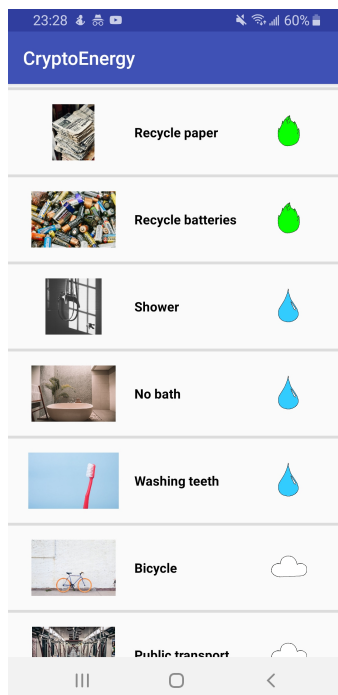 23:28 60%
CryptoEnergy
Recycle paper
Recycle batteries
Shower
No bath
Washing teeth
Bicycle
Public transport